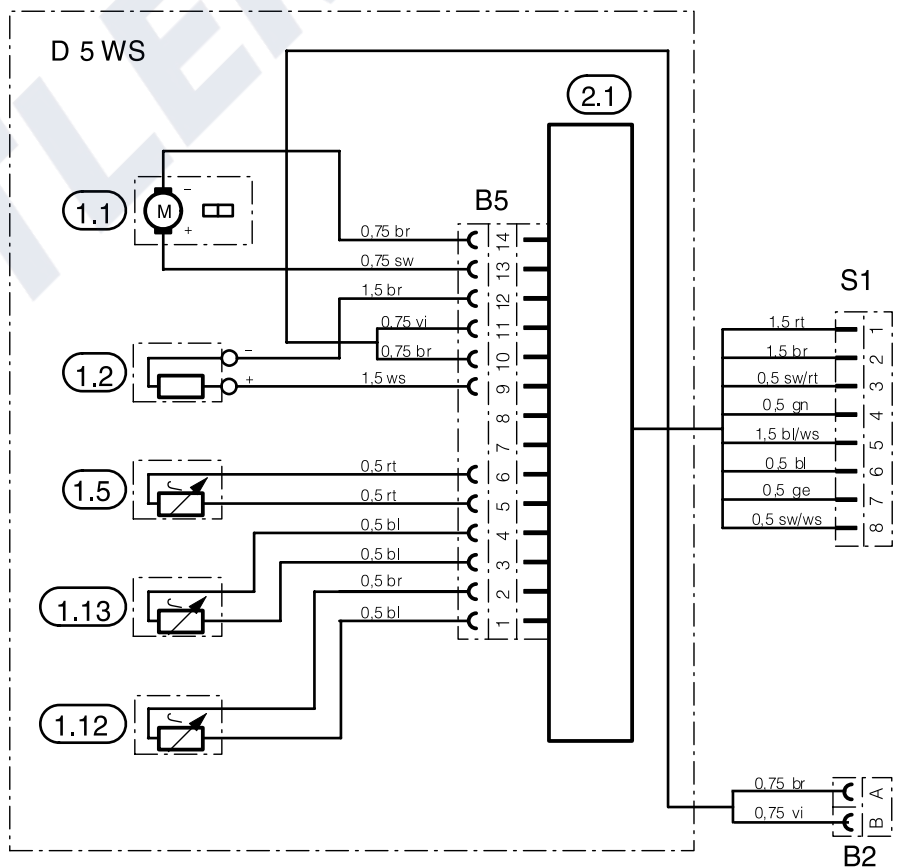 D 5 WS
2.1
1.1
M
−
+
B5
0,75 br
14
0,75 sw
13
1,5 br
12
0,75 vi
11
0,75 br
10
1.2
−
+
1,5 ws
9
8
7
1.5
0,5 rt
6
0,5 rt
5
0,5 bl
4
0,5 bl
3
1.13
0,5 br
2
0,5 bl
1
1.12
S1
1,5 rt
1
1,5 br
2
0,5 sw/rt
3
0,5 gn
4
1,5 bl/ws
5
0,5 bl
6
0,5 ge
7
0,5 sw/ws
8
0,75 br
A
0,75 vi
B
B2